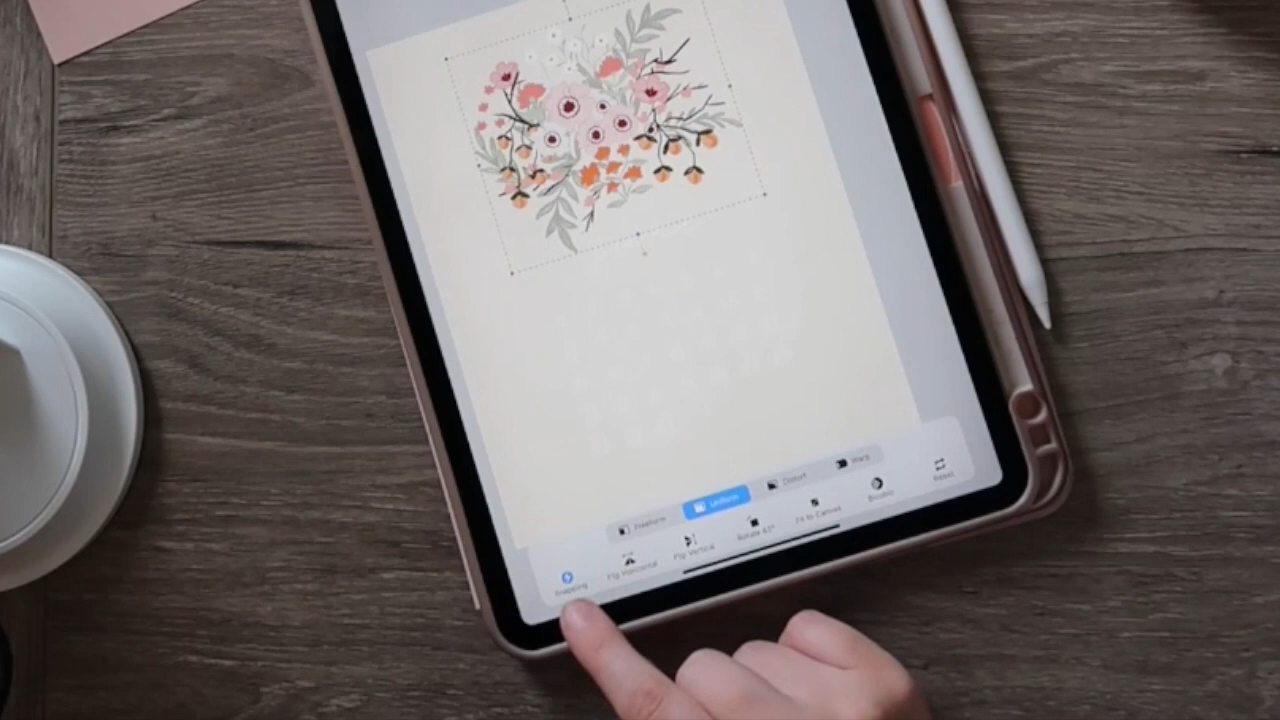 Freeform Uniform Distort Warp
Snapping Flip Horizontal Flip Vertical Rotate 45° Fit to Canvas Bicubic Reset